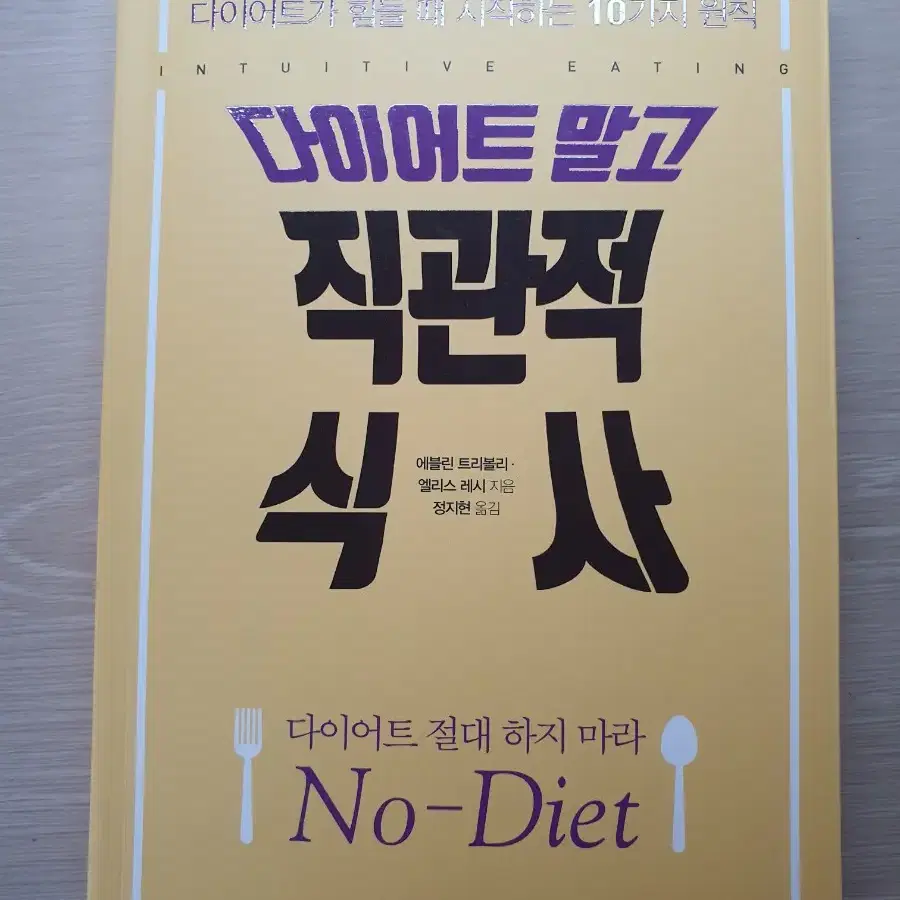 다이어트가 힘들 때 시작하는 10가지 원칙
INTUITIVE EATING
다이어트 말고
직관적
식사
에블린 트리볼리 ·
엘리스 레시 지음
정지현 옮김
다이어트 절대 하지 마라
No-Diet